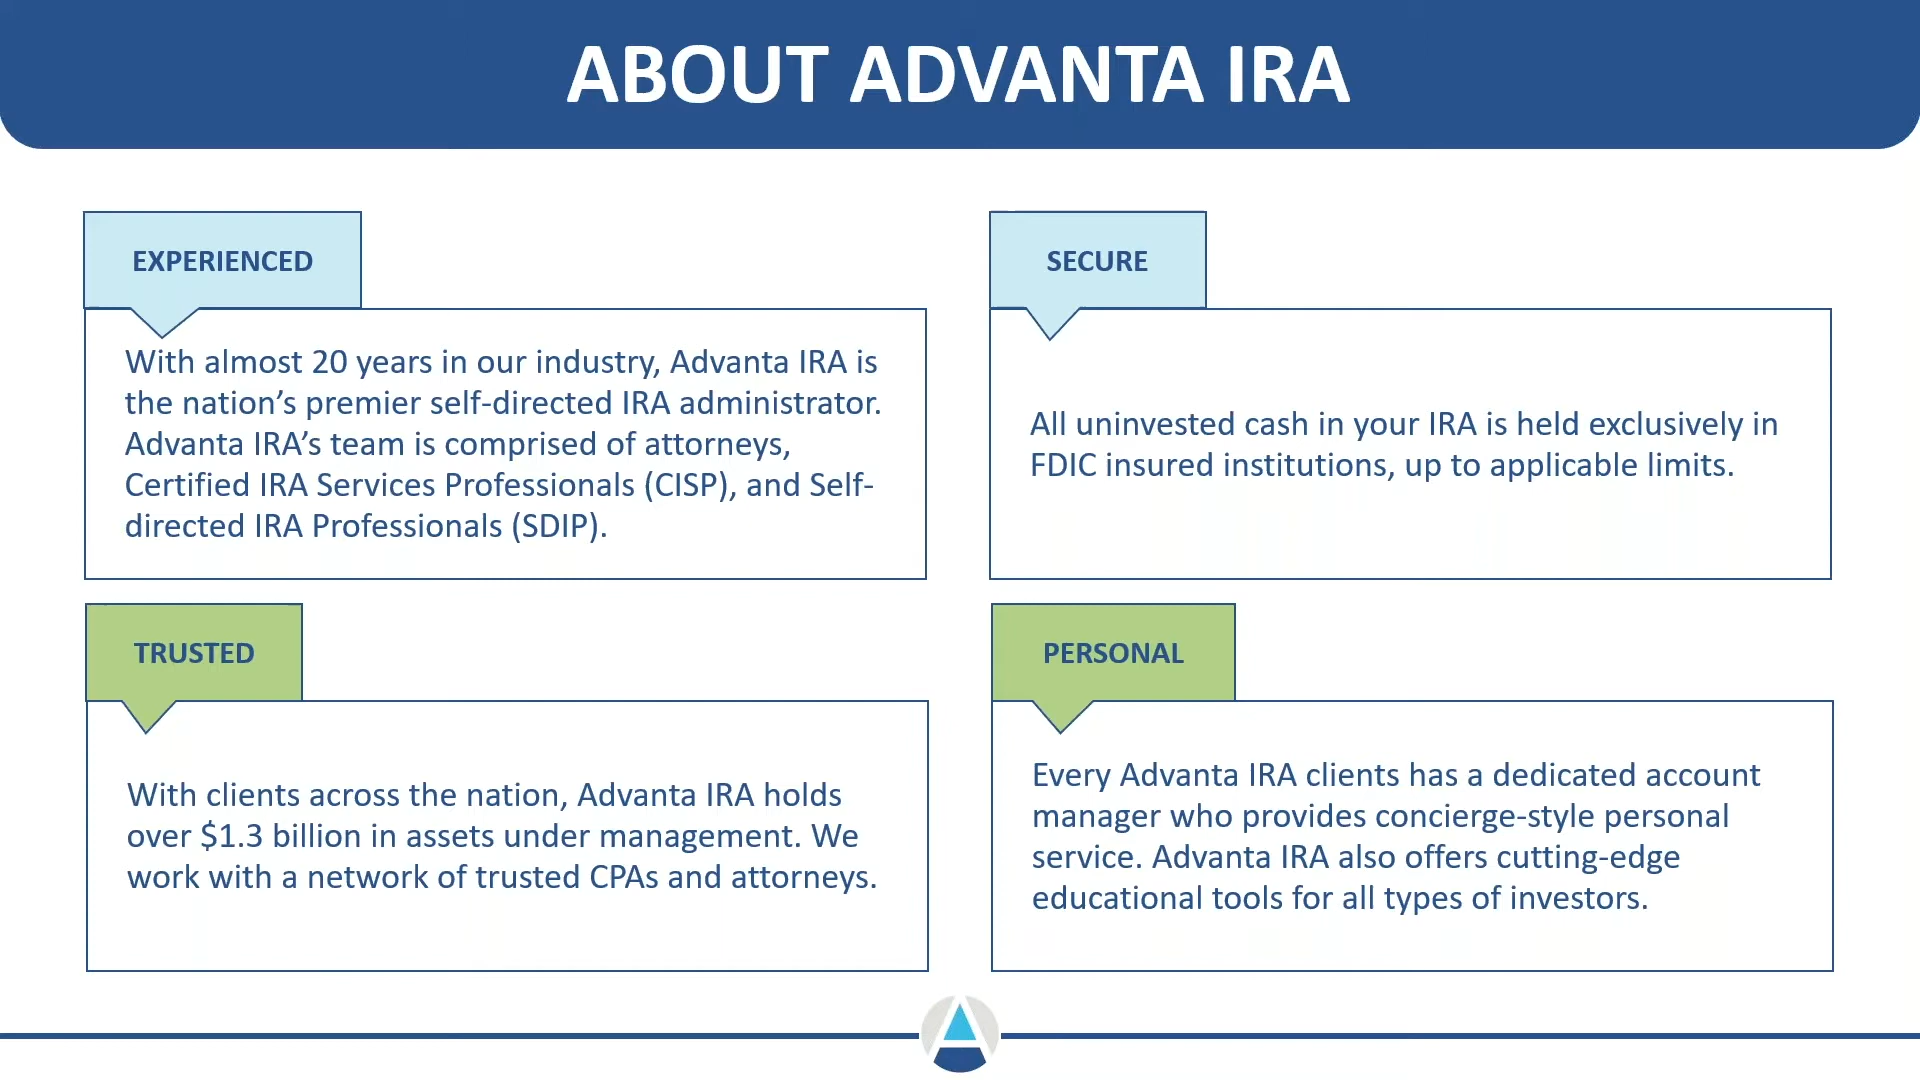 ABOUT ADVANTA IRA
EXPERIENCED
With almost 20 years in our industry, Advanta IRA is
the nation’s premier self-directed IRA administrator.
Advanta IRA’s team is comprised of attorneys,
Certified IRA Services Professionals (CISP), and Self-
directed IRA Professionals (SDIP).
SECURE
All uninvested cash in your IRA is held exclusively in
FDIC insured institutions, up to applicable limits.
TRUSTED
With clients across the nation, Advanta IRA holds
over $1.3 billion in assets under management. We
work with a network of trusted CPAs and attorneys.
PERSONAL
Every Advanta IRA clients has a dedicated account
manager who provides concierge-style personal
service. Advanta IRA also offers cutting-edge
educational tools for all types of investors.